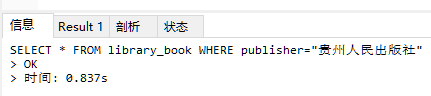 信息 Result 1 剖析 状态
SELECT * FROM library_book WHERE publisher="贵州人民出版社"
> OK
> 时间: 0.837s